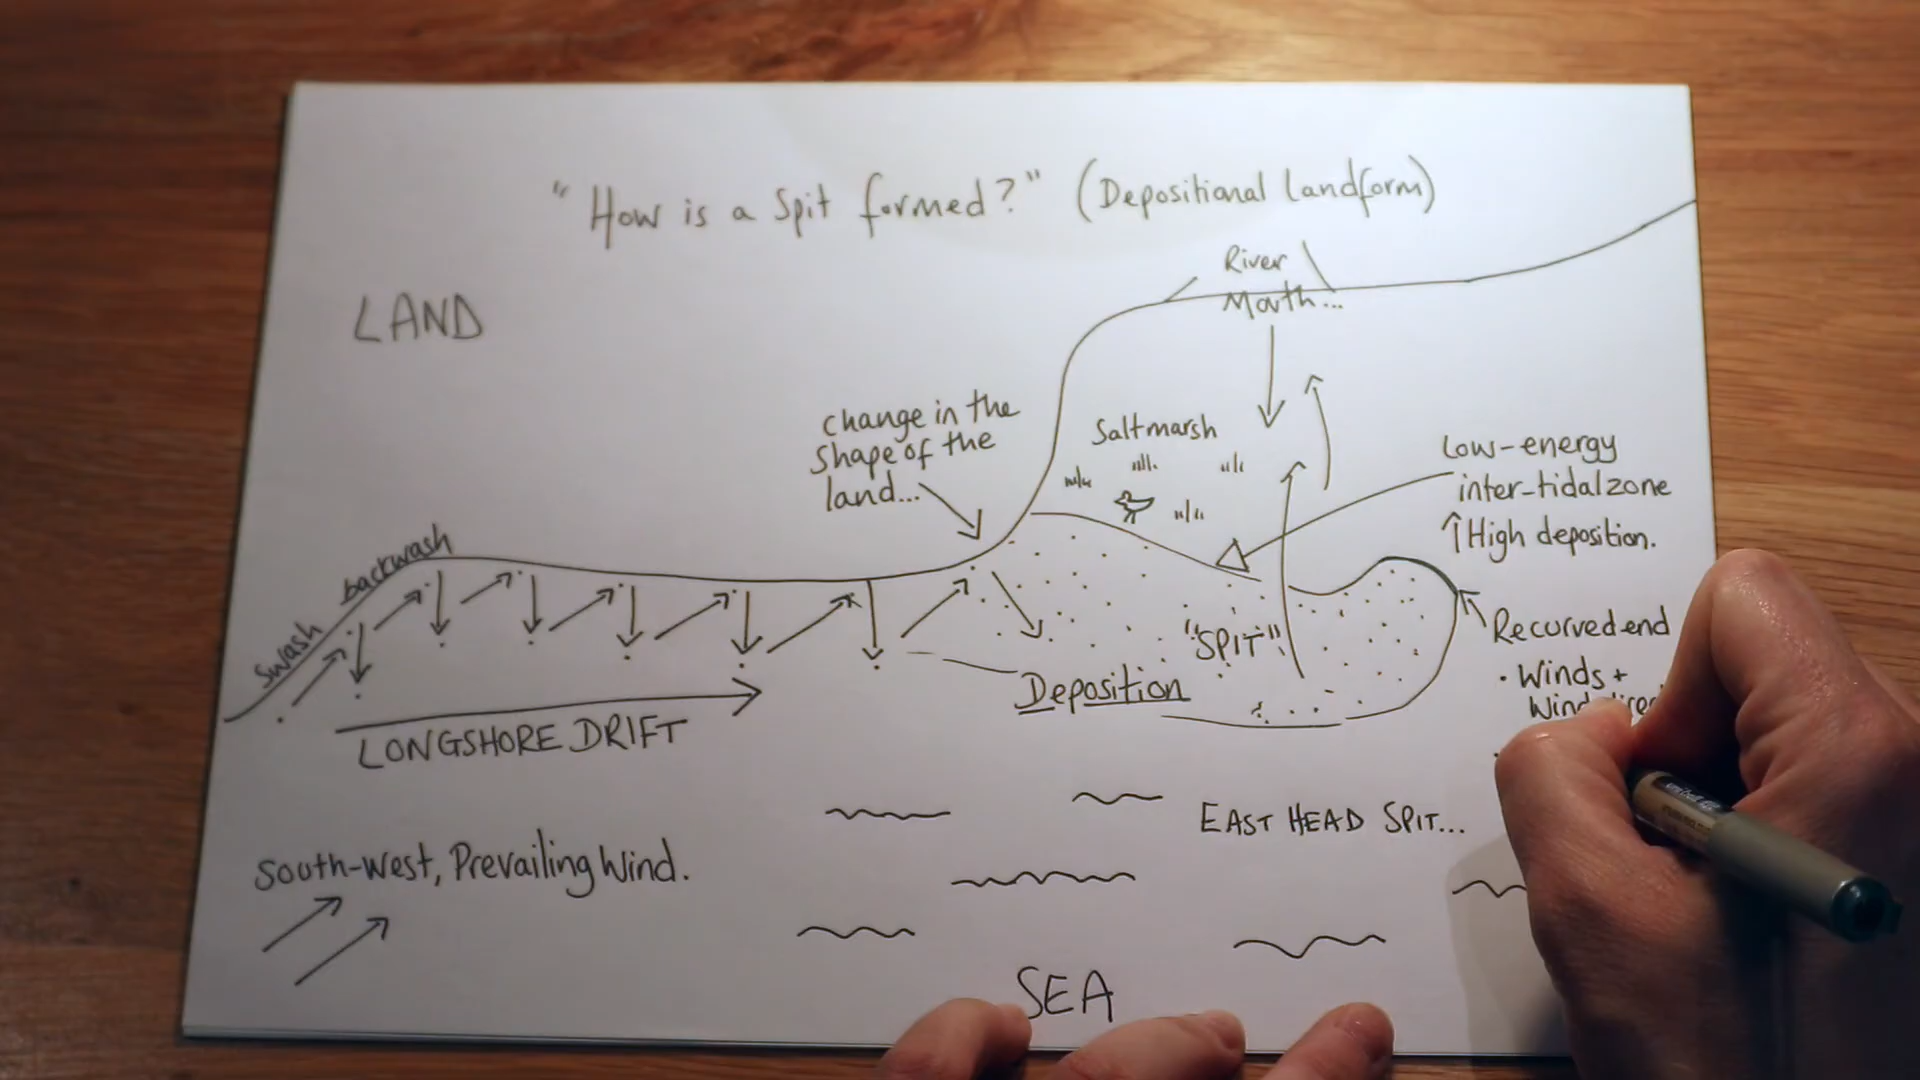 "How is a Spit formed?" (Depositional landform)
River
Mouth...
LAND
change in the
shape of the
land...
Saltmarsh
Low-energy
inter-tidal zone
↑High deposition.
swash
backwash
"SPIT"
Recurved end
• Winds +
Deposition
LONGSHORE DRIFT
EAST HEAD SPIT...
South-west, Prevailing Wind.
SEA